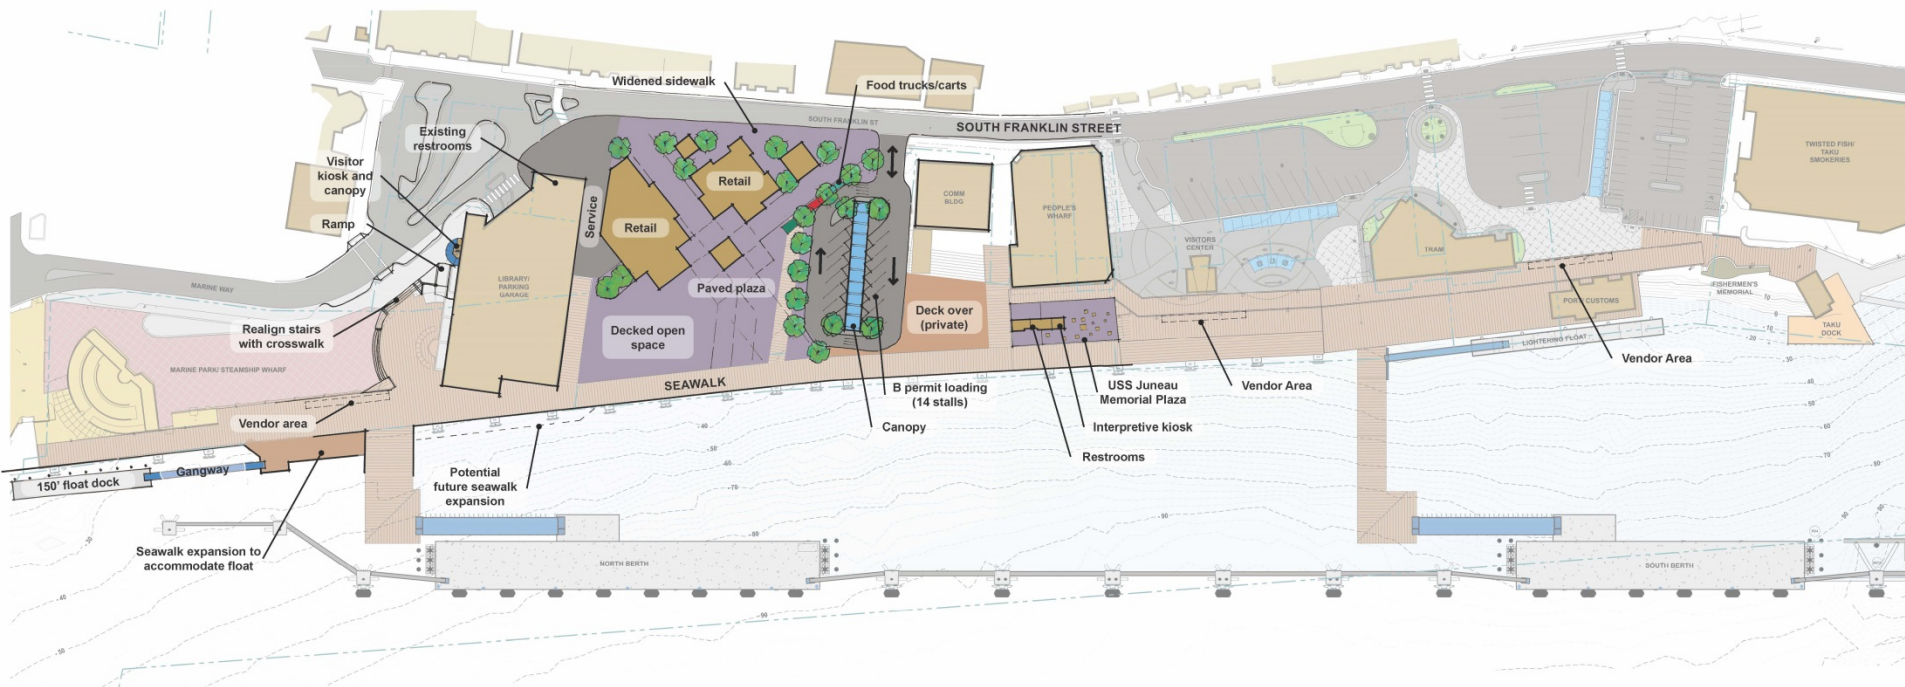 Widened sidewalk
Food trucks/carts
SOUTH FRANKLIN ST
SOUTH FRANKLIN STREET
Existing
restrooms
Visitor
kiosk and
canopy
Ramp
Service
Retail
Retail
COMM
BLDG
PEOPLE'S
WHARF
TWISTED FISH/
TAKU
SMOKERIES
VISITORS
CENTER
TRAM
LIBRARY/
PARKING
GARAGE
MARINE WAY
Paved plaza
Vendor Area
PORT CUSTOMS
FISHERMEN'S
MEMORIAL
TAKU
DOCK
Realign stairs
with crosswalk
Decked open
space
Deck over
(private)
LIGHTERING FLOAT
Vendor Area
MARINE PARK/ STEAMSHIP WHARF
SEAWALK
B permit loading
(14 stalls)
USS Juneau
Memorial Plaza
Vendor Area
Vendor area
Canopy
Interpretive kiosk
Restrooms
Gangway
150' float dock
Potential
future seawalk
expansion
Seawalk expansion to
accommodate float
NORTH BERTH
SOUTH BERTH